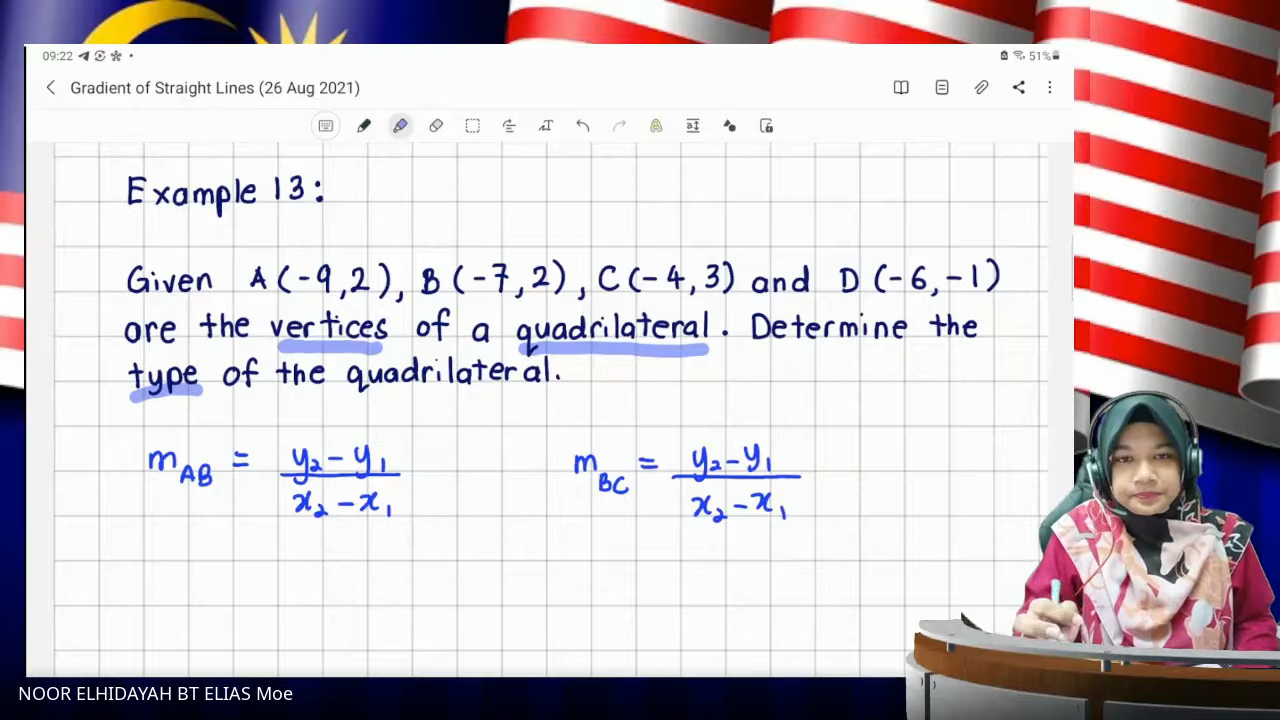 09:22
51%
Gradient of Straight Lines (26 Aug 2021)
Example 13:
Given A(-9,2), B(-7,2), C(-4,3) and D(-6,-1)
are the vertices of a quadrilateral. Determine the
type of the quadrilateral.
m_AB = (y₂ - y₁)/(x₂ - x₁)
m_BC = (y₂ - y₁)/(x₂ - x₁)
NOOR ELHIDAYAH BT ELIAS Moe